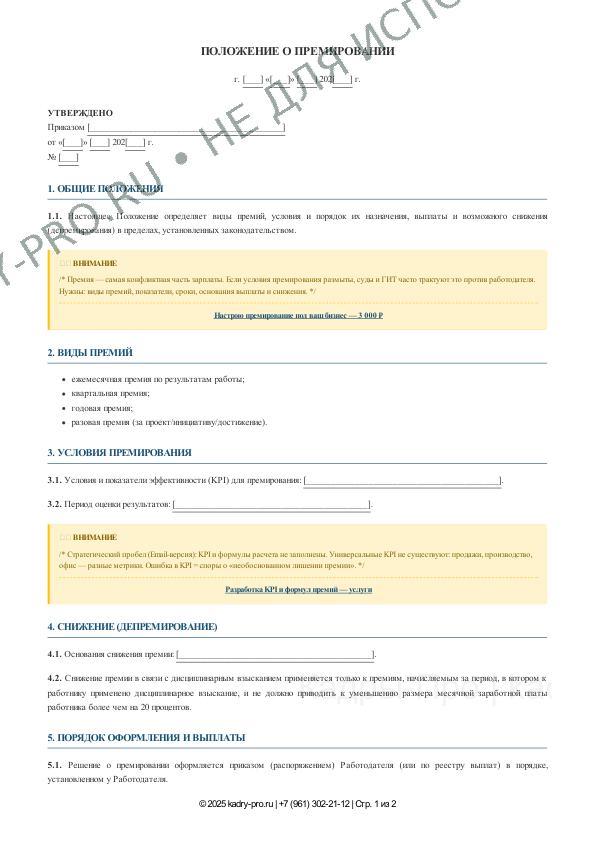 ПОЛОЖЕНИЕ О ПРЕМИРОВАНИИ
г. [____] «[____]» [____] 202[____] г.
УТВЕРЖДЕНО
Приказом [________________________________________]
от «[____]» [____] 202[____] г.
№ [____]
Y-PRO.RU • НЕ ДЛЯ ИСПО
1. ОБЩИЕ ПОЛОЖЕНИЯ
1.1. Настоящее Положение определяет виды премий, условия и порядок их назначения, выплаты и возможного снижения
(депремирования) в пределах, установленных законодательством.
ВНИМАНИЕ
/* Премия — самая конфликтная часть зарплаты. Если условия премирования размыты, суды и ГИТ часто трактуют это против работодателя.
Нужны: виды премий, показатели, сроки, основания выплаты и снижения. */
Настрою премирование под ваш бизнес — 3 000 ₽
2. ВИДЫ ПРЕМИЙ
• ежемесячная премия по результатам работы;
• квартальная премия;
• годовая премия;
• разовая премия (за проект/инициативу/достижение).
3. УСЛОВИЯ ПРЕМИРОВАНИЯ
3.1. Условия и показатели эффективности (KPI) для премирования: [________________________________________].
3.2. Период оценки результатов: [________________________________________].
ВНИМАНИЕ
/* Стратегический пробел (Email-версия): KPI и формулы расчета не заполнены. Универсальные KPI не существуют: продажи, производство,
офис — разные метрики. Ошибка в KPI = споры о «необоснованном лишении премии». */
Разработка KPI и формул премий — услуги
4. СНИЖЕНИЕ (ДЕПРЕМИРОВАНИЕ)
4.1. Основания снижения премии: [________________________________________].
4.2. Снижение премии в связи с дисциплинарным взысканием применяется только к премиям, начисляемым за период, в котором к
работнику применено дисциплинарное взыскание, и не должно приводить к уменьшению размера месячной заработной платы
работника более чем на 20 процентов.
5. ПОРЯДОК ОФОРМЛЕНИЯ И ВЫПЛАТЫ
5.1. Решение о премировании оформляется приказом (распоряжением) Работодателя (или по реестру выплат) в порядке,
установленном у Работодателя.
© 2025 kadry-pro.ru | +7 (961) 302-21-12 | Стр. 1 из 2